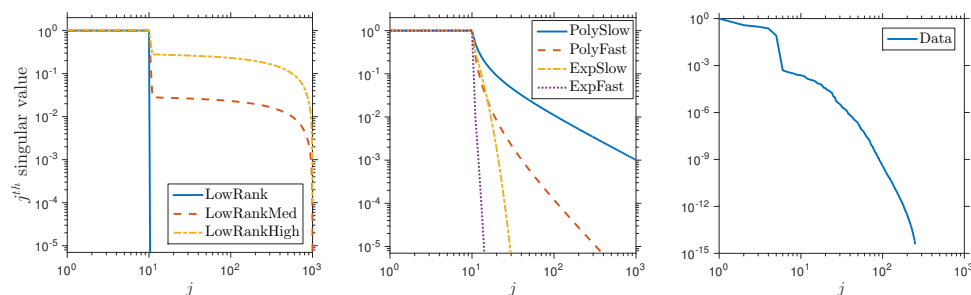 10^0
10^-1
10^-2
10^-3
10^-4
10^-5
j^th singular value
LowRank
LowRankMed
LowRankHigh
10^0 10^1 10^2 10^3
j
10^0
10^-1
10^-2
10^-3
10^-4
10^-5
PolySlow
PolyFast
ExpSlow
ExpFast
10^0 10^1 10^2 10^3
j
10^0
10^-3
10^-6
10^-9
10^-12
10^-15
Data
10^0 10^1 10^2 10^3
j